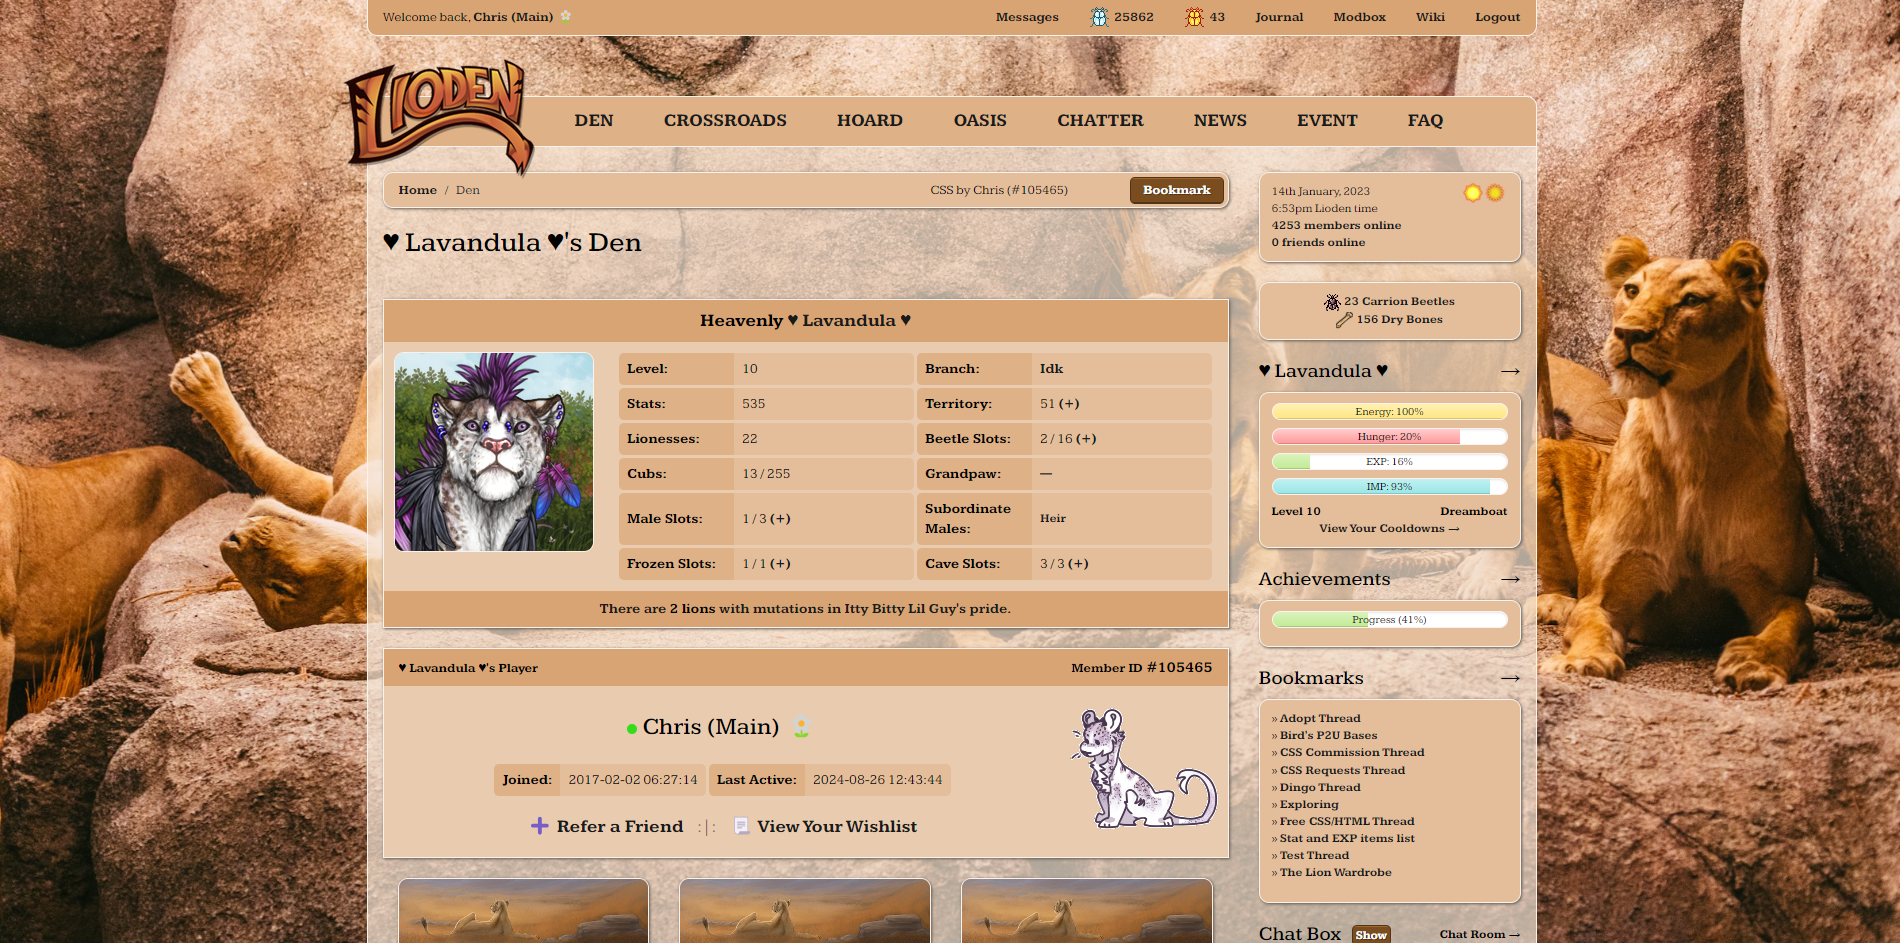 Welcome back, Chris (Main)
Messages 25862 43 Journal Modbox Wiki Logout
LIODEN
DEN CROSSROADS HOARD OASIS CHATTER NEWS EVENT FAQ
Home / Den CSS by Chris (#105465) Bookmark
♥ Lavandula ♥'s Den
Heavenly ♥ Lavandula ♥
Level: 10 Branch: Idk
Stats: 535 Territory: 51 (+)
Lionesses: 22 Beetle Slots: 2 / 16 (+)
Cubs: 13 / 255 Grandpaw: —
Male Slots: 1 / 3 (+) Subordinate Males: Heir
Frozen Slots: 1 / 1 (+) Cave Slots: 3 / 3 (+)
There are 2 lions with mutations in Itty Bitty Lil Guy's pride.
♥ Lavandula ♥'s Player Member ID #105465
Chris (Main)
Joined: 2017-02-02 06:27:14 Last Active: 2024-08-26 12:43:44
Refer a Friend :|: View Your Wishlist
14th January, 2023
6:53pm Lioden time
4253 members online
0 friends online
23 Carrion Beetles
156 Dry Bones
♥ Lavandula ♥ →
Energy: 100%
Hunger: 20%
EXP: 16%
IMP: 93%
Level 10 Dreamboat
View Your Cooldowns →
Achievements →
Progress (41%)
Bookmarks →
» Adopt Thread
» Bird's P2U Bases
» CSS Commission Thread
» CSS Requests Thread
» Dingo Thread
» Exploring
» Free CSS/HTML Thread
» Stat and EXP items list
» Test Thread
» The Lion Wardrobe
Chat Box Show Chat Room →